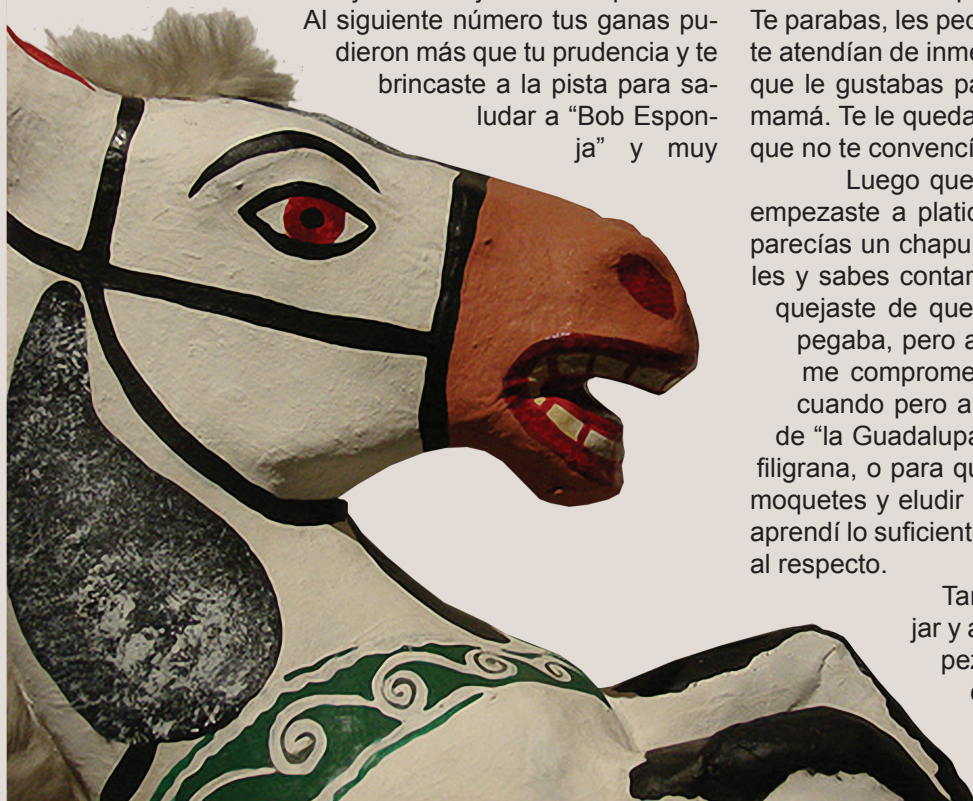 Al siguiente número tus ganas pu-
dieron más que tu prudencia y te
brincaste a la pista para sa-
ludar a “Bob Espon-
ja” y muy
Te parabas, les pec
te atendían de inme
que le gustabas pa
mamá. Te le queda
que no te convencí
Luego que
empezaste a platic
parecías un chapu
les y sabes contar
quejaste de que
pegaba, pero a
me comprome
cuando pero a
de “la Guadalupa
filigrana, o para qu
moquetes y eludir
aprendí lo suficient
al respecto.
Tar
jar y a
pez